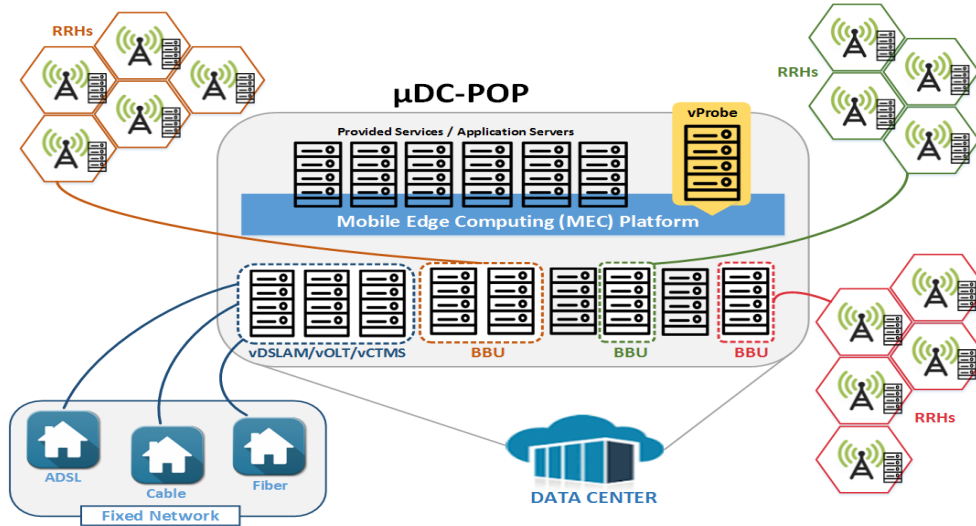 RRHs
RRHs
µDC-POP
vProbe
Provided Services / Application Servers
Mobile Edge Computing (MEC) Platform
vDSLAM/vOLT/vCTMS
BBU
BBU
BBU
RRHs
ADSL
Cable
Fiber
Fixed Network
DATA CENTER